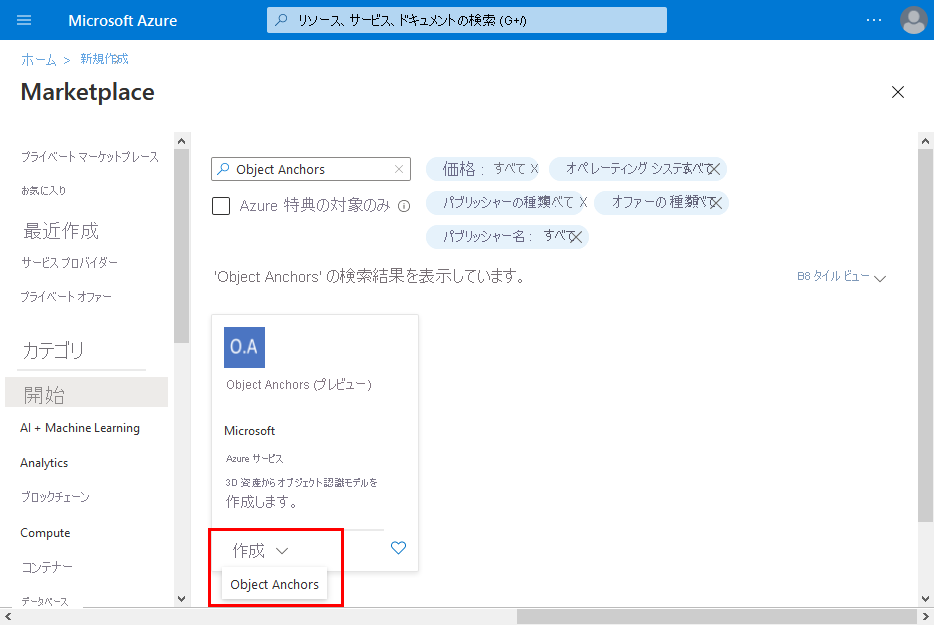 Microsoft Azure
リソース、サービス、ドキュメントの検索 (G+/)
ホーム > 新規作成
Marketplace
プライベート マーケットプレース
お気に入り
最近作成
サービス プロバイダー
プライベート オファー
カテゴリ
開始
AI + Machine Learning
Analytics
ブロックチェーン
Compute
コンテナー
データベース
Object Anchors
価格 : すべて X
オペレーティング システムすべて X
Azure 特典の対象のみ
パブリッシャーの種類すべて X
オファーの 種類すべて X
パブリッシャー名 : すべて X
'Object Anchors' の検索結果を表示しています。
B8 タイル ビュー
O.A
Object Anchors (プレビュー)
Microsoft
Azure サービス
3D 資産からオブジェクト認識モデルを
作成します。
作成
Object Anchors